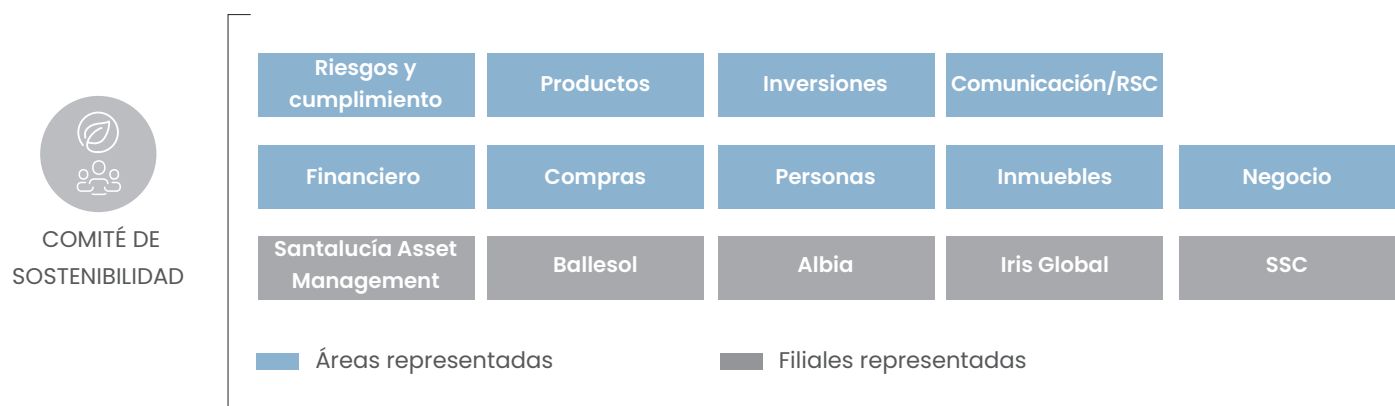 COMITÉ DE
SOSTENIBILIDAD
Riesgos y
cumplimiento
Productos
Inversiones
Comunicación/RSC
Financiero
Compras
Personas
Inmuebles
Negocio
Santalucía Asset
Management
Ballesol
Albia
Iris Global
SSC
Áreas representadas
Filiales representadas